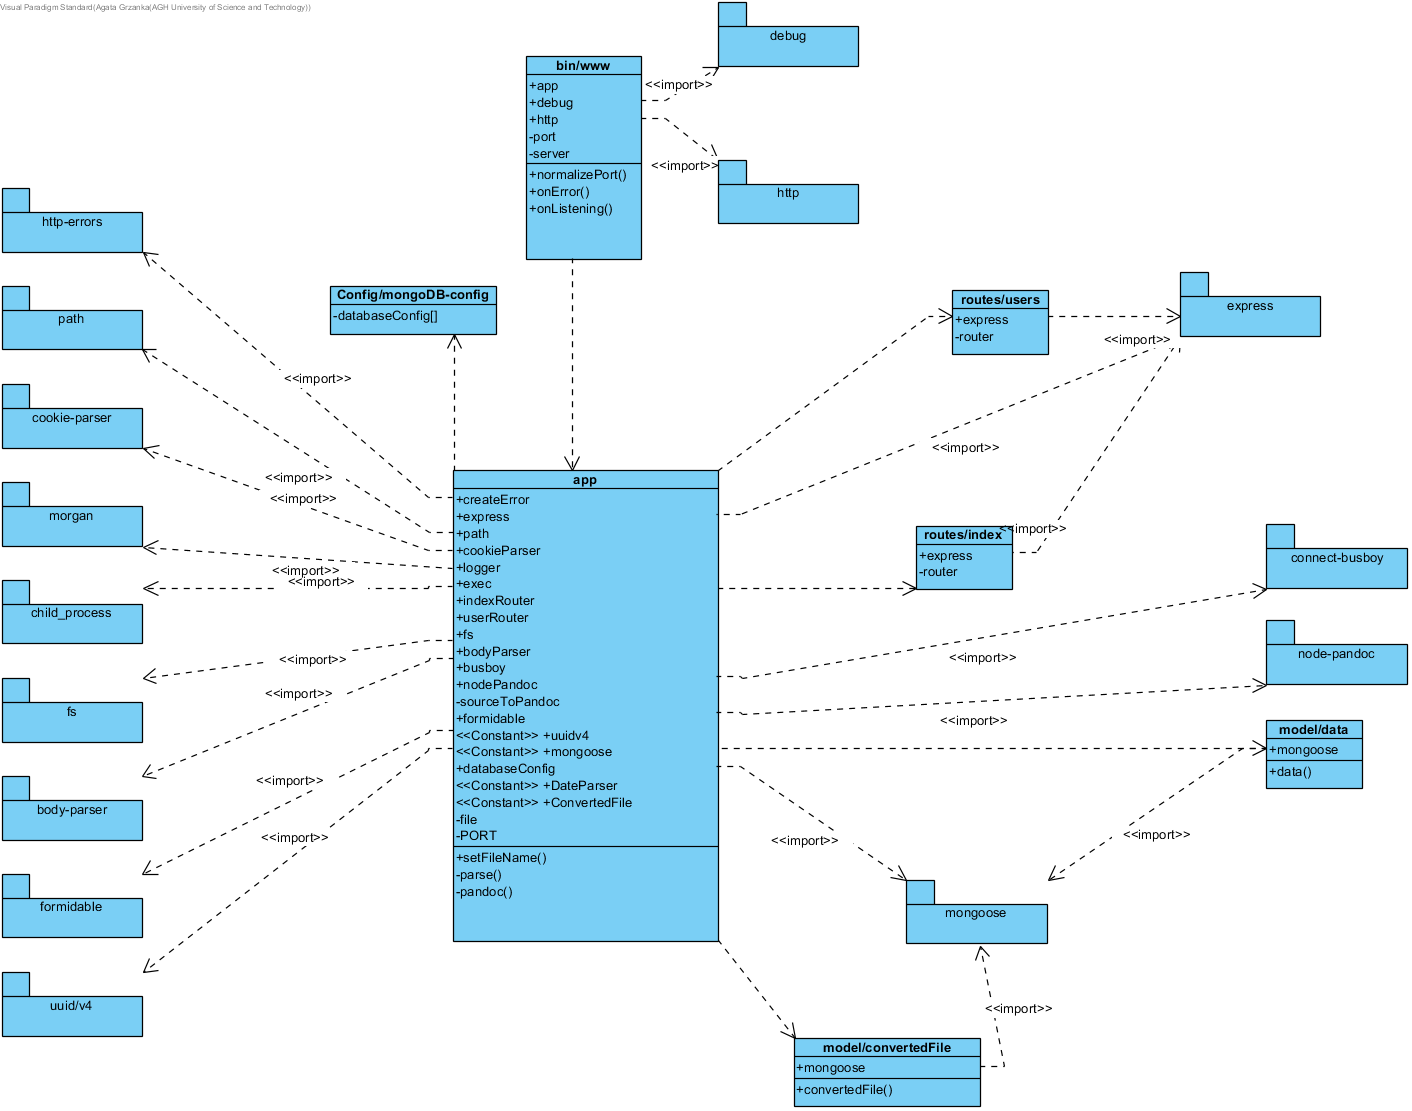 Visual Paradigm Standard(Agata Grzanka(AGH University of Science and Technology))
debug
bin/www
+app
+debug
+http
-port
-server
+normalizePort()
+onError()
+onListening()
<<import>>
<<import>>
http
http-errors
path
cookie-parser
morgan
child_process
fs
body-parser
formidable
uuid/v4
Config/mongoDB-config
-databaseConfig[]
<<import>>
<<import>>
<<import>>
<<import>>
<<import>>
<<import>>
<<import>>
<<import>>
<<import>>
app
+createError
+express
+path
+cookieParser
+logger
+exec
+indexRouter
+userRouter
+fs
+bodyParser
+busboy
+nodePandoc
-sourceToPandoc
+formidable
<<Constant>> +uuidv4
<<Constant>> +mongoose
+databaseConfig
<<Constant>> +DateParser
<<Constant>> +ConvertedFile
-file
-PORT
+setFileName()
-parse()
-pandoc()
routes/users
+express
-router
express
<<import>>
<<import>>
routes/index
+express
-router
<<import>>
connect-busboy
<<import>>
node-pandoc
<<import>>
model/data
+mongoose
+data()
<<import>>
<<import>>
mongoose
<<import>>
model/convertedFile
+mongoose
+convertedFile()